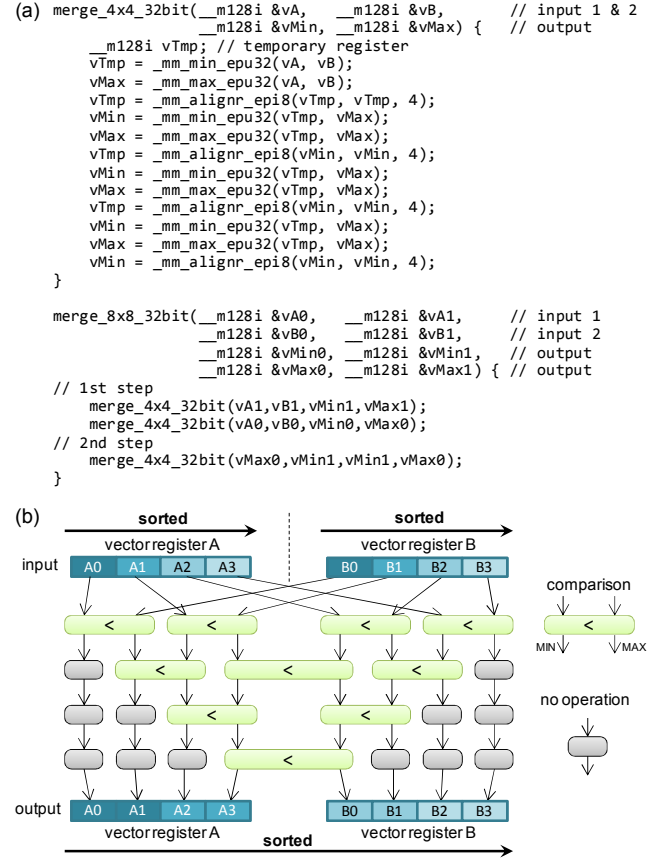 (a) merge_4x4_32bit(__m128i &vA, __m128i &vB, // input 1 & 2
__m128i &vMin, __m128i &vMax) { // output
__m128i vTmp; // temporary register
vTmp = _mm_min_epu32(vA, vB);
vMax = _mm_max_epu32(vA, vB);
vTmp = _mm_alignr_epi8(vTmp, vTmp, 4);
vMin = _mm_min_epu32(vTmp, vMax);
vMax = _mm_max_epu32(vTmp, vMax);
vTmp = _mm_alignr_epi8(vMin, vMin, 4);
vMin = _mm_min_epu32(vTmp, vMax);
vMax = _mm_max_epu32(vTmp, vMax);
vTmp = _mm_alignr_epi8(vMin, vMin, 4);
vMin = _mm_min_epu32(vTmp, vMax);
vMax = _mm_max_epu32(vTmp, vMax);
vMin = _mm_alignr_epi8(vMin, vMin, 4);
}
merge_8x8_32bit(__m128i &vA0, __m128i &vA1, // input 1
__m128i &vB0, __m128i &vB1, // input 2
__m128i &vMin0, __m128i &vMin1, // output
__m128i &vMax0, __m128i &vMax1) { // output
// 1st step
merge_4x4_32bit(vA1,vB1,vMin1,vMax1);
merge_4x4_32bit(vA0,vB0,vMin0,vMax0);
// 2nd step
merge_4x4_32bit(vMax0,vMin1,vMin1,vMax0);
}
(b) sorted sorted
vector register A vector register B
input A0 A1 A2 A3 B0 B1 B2 B3
comparison
< < < < <
MIN MAX
< < <
no operation
< <
<
output A0 A1 A2 A3 B0 B1 B2 B3
vector register A vector register B
sorted